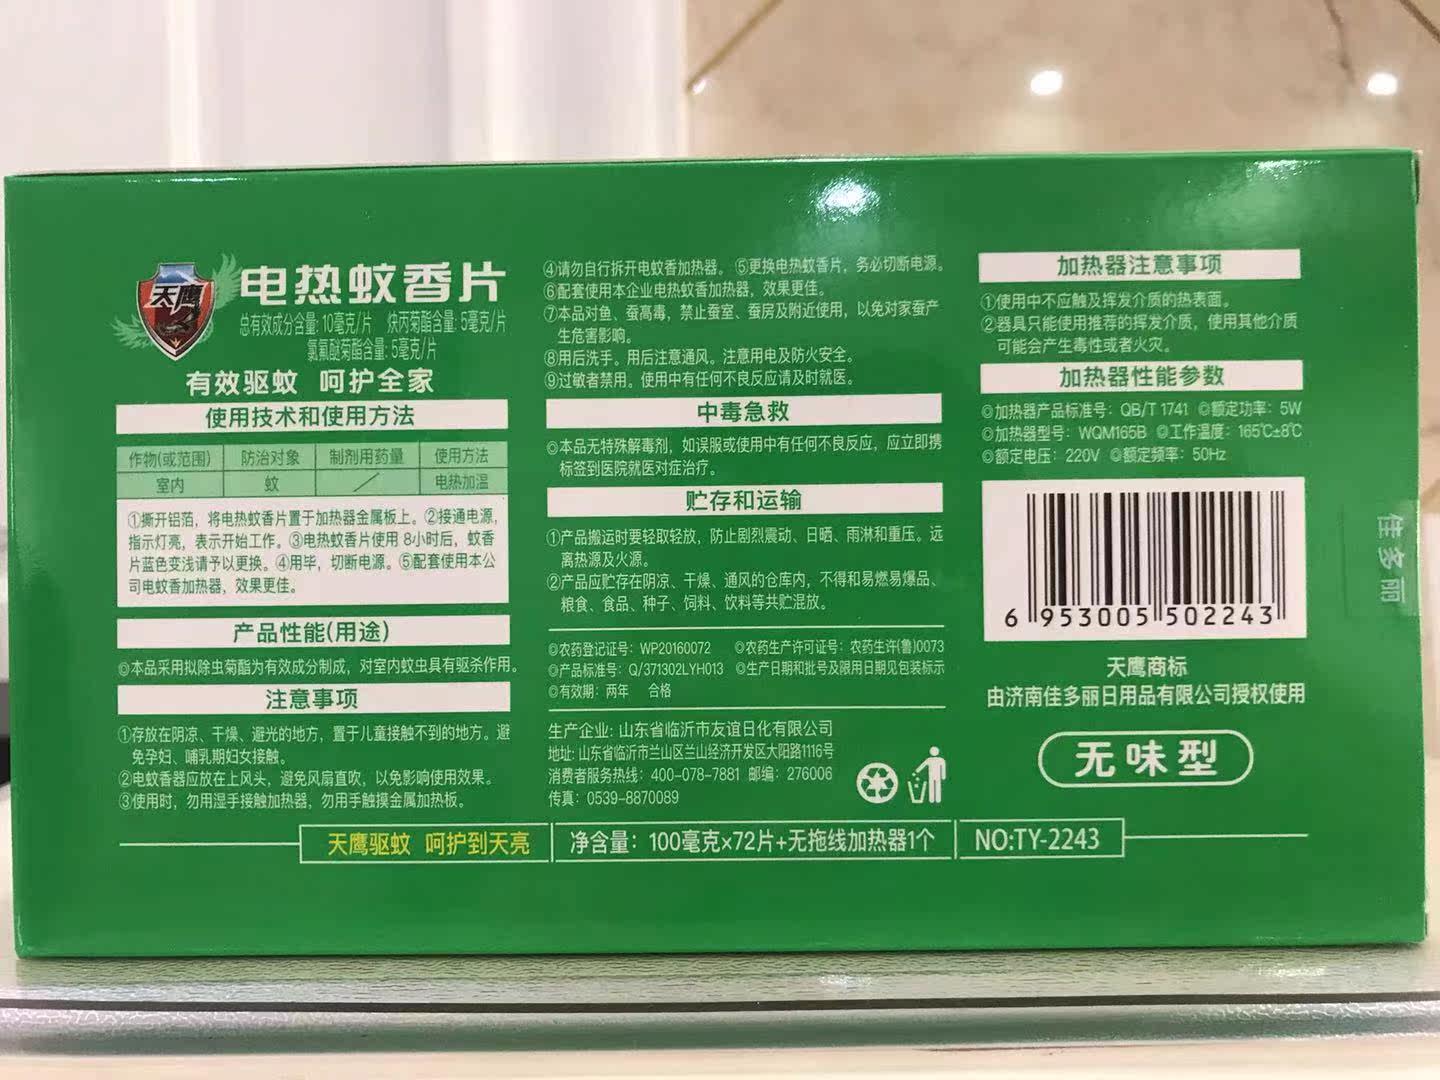 天鹰
电热蚊香片
总有效成分含量: 10毫克/片 炔丙菊酯含量: 5毫克/片
氯氟醚菊酯含量: 5毫克/片
有效驱蚊 呵护全家
使用技术和使用方法
作物(或范围) 防治对象 制剂用药量 使用方法
室内 蚊 ／ 电热加温
①撕开铝箔，将电热蚊香片置于加热器金属板上。②接通电源，
指示灯亮，表示开始工作。③电热蚊香片使用 8小时后，蚊香
片蓝色变浅请予以更换。④用毕，切断电源。⑤配套使用本公
司电蚊香加热器，效果更佳。
产品性能(用途)
◎本品采用拟除虫菊酯为有效成分制成，对室内蚊虫具有驱杀作用。
注意事项
①存放在阴凉、干燥、避光的地方，置于儿童接触不到的地方。避
免孕妇、哺乳期妇女接触。
②电蚊香器应放在上风头，避免风扇直吹，以免影响使用效果。
③使用时，勿用湿手接触加热器，勿用手触摸金属加热板。
④请勿自行拆开电蚊香加热器。 ⑤更换电热蚊香片，务必切断电源。
⑥配套使用本企业电热蚊香加热器，效果更佳。
⑦本品对鱼、蚕高毒，禁止蚕室、蚕房及附近使用，以免对家蚕产
生危害影响。
⑧用后洗手。用后注意通风。注意用电及防火安全。
⑨过敏者禁用。使用中有任何不良反应请及时就医。
中毒急救
◎本品无特殊解毒剂，如误服或使用中有任何不良反应，应立即携
标签到医院就医对症治疗。
贮存和运输
①产品搬运时要轻取轻放，防止剧烈震动、日晒、雨淋和重压。远
离热源及火源。
②产品应贮存在阴凉、干燥、通风的仓库内，不得和易燃易爆品、
粮食、食品、种子、饲料、饮料等共贮混放。
◎农药登记证号：WP20160072 ◎农药生产许可证号：农药生许(鲁)0073
◎产品标准号：Q/371302LYH013 ◎生产日期和批号及限用日期见包装标示
◎有效期：两年 合格
生产企业: 山东省临沂市友谊日化有限公司
地址: 山东省临沂市兰山区兰山经济开发区大阳路1116号
消费者服务热线：400-078-7881 邮编：276006
传真：0539-8870089
加热器注意事项
①使用中不应触及挥发介质的热表面。
②器具只能使用推荐的挥发介质，使用其他介质
可能会产生毒性或者火灾。
加热器性能参数
◎加热器产品标准号：QB/T 1741 ◎额定功率：5W
◎加热器型号：WQM165B ◎工作温度：165℃±8℃
◎额定电压：220V ◎额定频率：50Hz
6 953005 502243
天鹰商标
由济南佳多丽日用品有限公司授权使用
无味型
佳多丽
天鹰驱蚊 呵护到天亮 净含量：100毫克×72片+无拖线加热器1个 NO:TY-2243